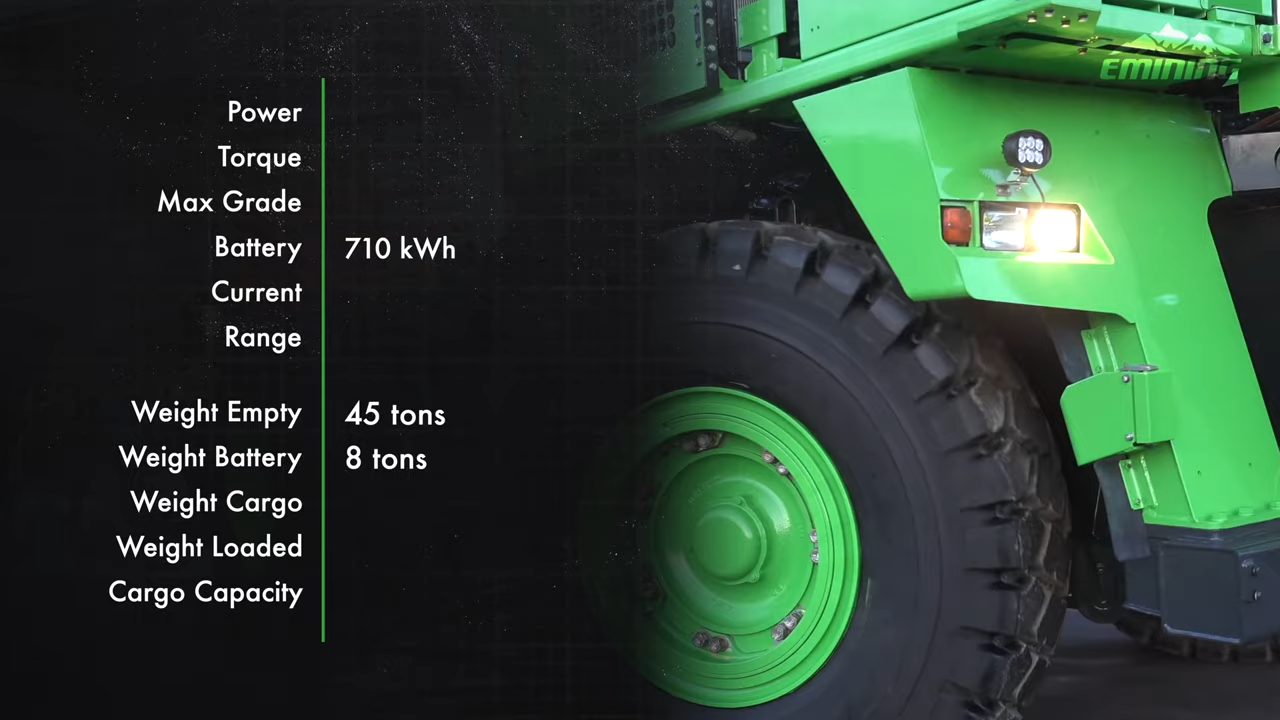 Power
Torque
Max Grade
Battery 710 kWh
Current
Range
Weight Empty 45 tons
Weight Battery 8 tons
Weight Cargo
Weight Loaded
Cargo Capacity
EMINING